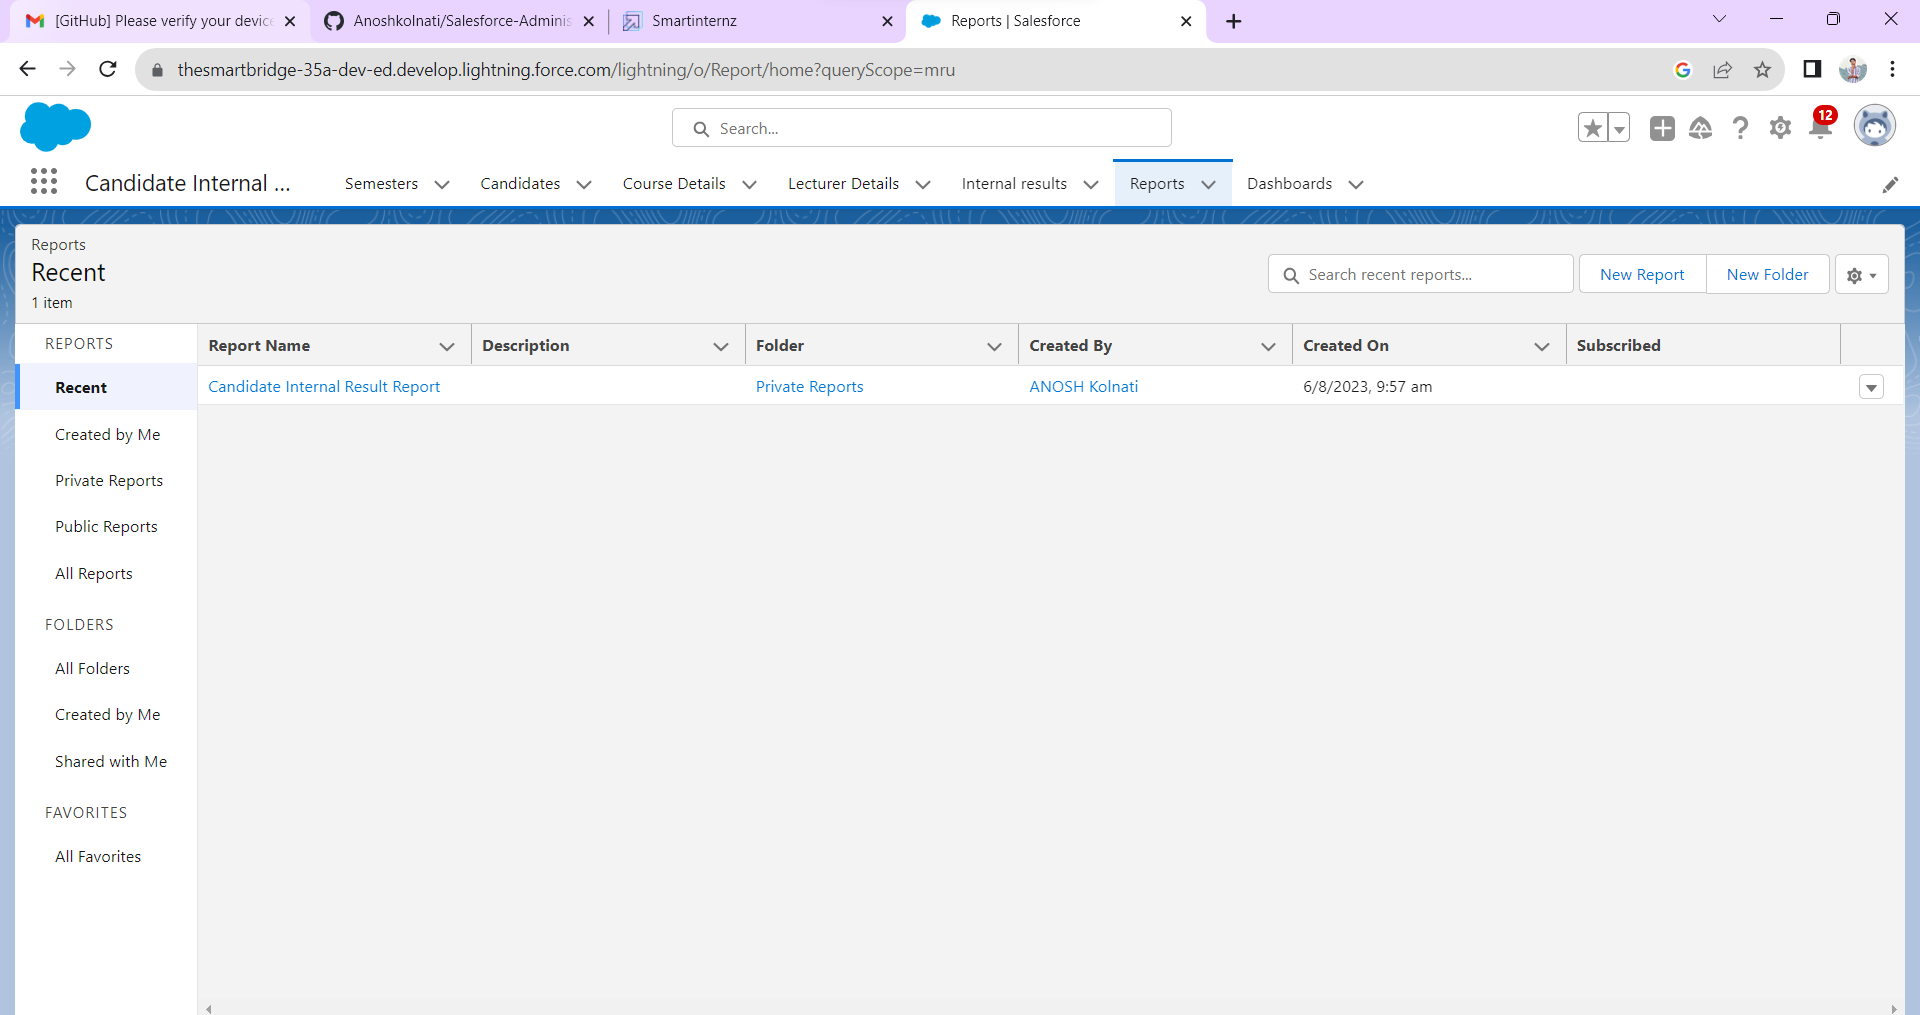 [GitHub] Please verify your device
Anoshkolnati/Salesforce-Adminis
Smartinternz
Reports | Salesforce
thesmartbridge-35a-dev-ed.develop.lightning.force.com/lightning/o/Report/home?queryScope=mru
Search...
12
Candidate Internal ...
Semesters
Candidates
Course Details
Lecturer Details
Internal results
Reports
Dashboards
Reports
Recent
1 item
Search recent reports...
New Report
New Folder
REPORTS
Recent
Created by Me
Private Reports
Public Reports
All Reports
FOLDERS
All Folders
Created by Me
Shared with Me
FAVORITES
All Favorites
Report Name
Description
Folder
Created By
Created On
Subscribed
Candidate Internal Result Report
Private Reports
ANOSH Kolnati
6/8/2023, 9:57 am